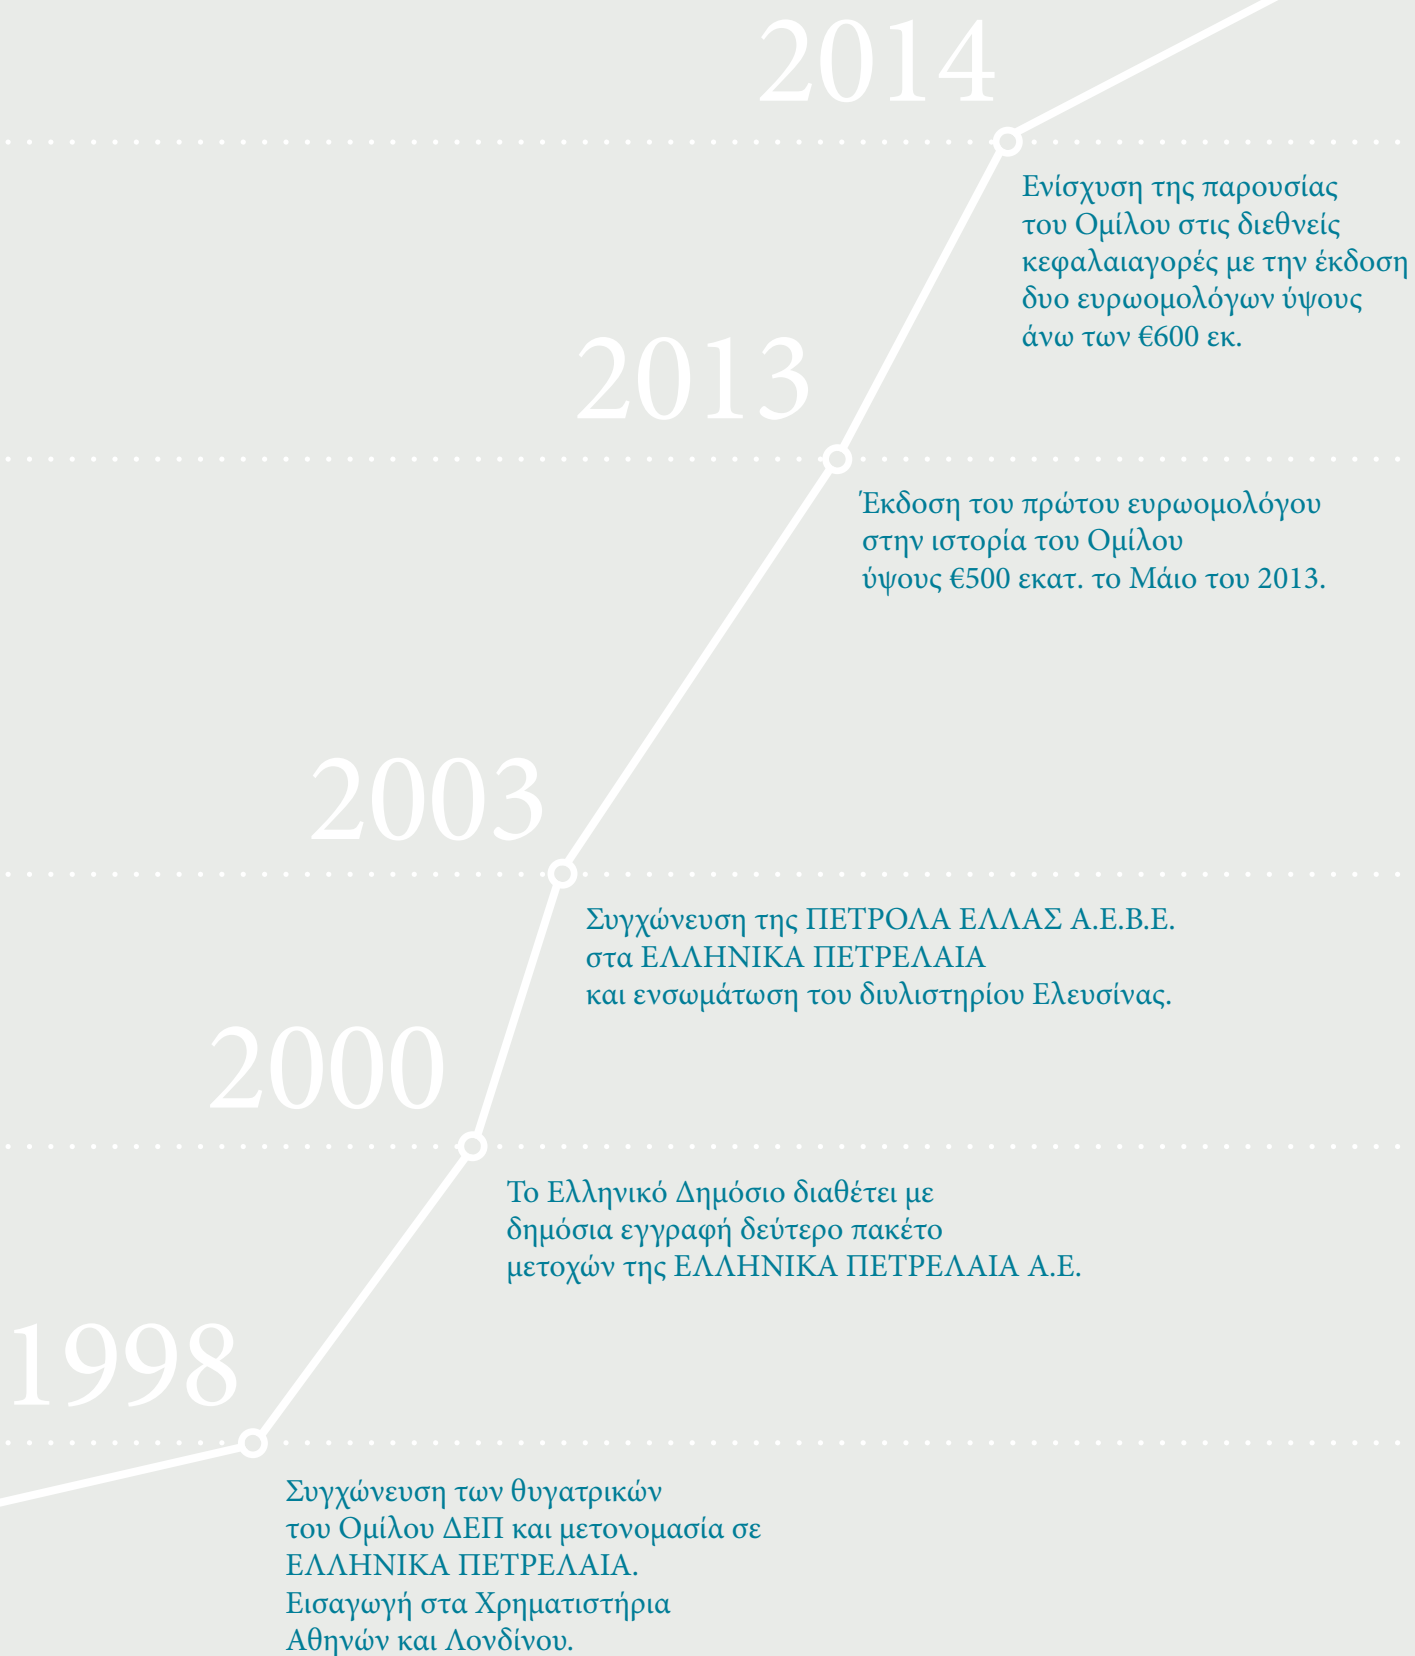 2014
Ενίσχυση της παρουσίας
του Ομίλου στις διεθνείς
κεφαλαιαγορές με την έκδοση
δυο ευρωομολόγων ύψους
άνω των €600 εκ.
2013
Έκδοση του πρώτου ευρωομολόγου
στην ιστορία του Ομίλου
ύψους €500 εκατ. το Μάιο του 2013.
2003
Συγχώνευση της ΠΕΤΡΟΛΑ ΕΛΛΑΣ Α.Ε.Β.Ε.
στα ΕΛΛΗΝΙΚΑ ΠΕΤΡΕΛΑΙΑ
και ενσωμάτωση του διυλιστηρίου Ελευσίνας.
2000
Το Ελληνικό Δημόσιο διαθέτει με
δημόσια εγγραφή δεύτερο πακέτο
μετοχών της ΕΛΛΗΝΙΚΑ ΠΕΤΡΕΛΑΙΑ Α.Ε.
1998
Συγχώνευση των θυγατρικών
του Ομίλου ΔΕΠ και μετονομασία σε
ΕΛΛΗΝΙΚΑ ΠΕΤΡΕΛΑΙΑ.
Εισαγωγή στα Χρηματιστήρια
Αθηνών και Λονδίνου.